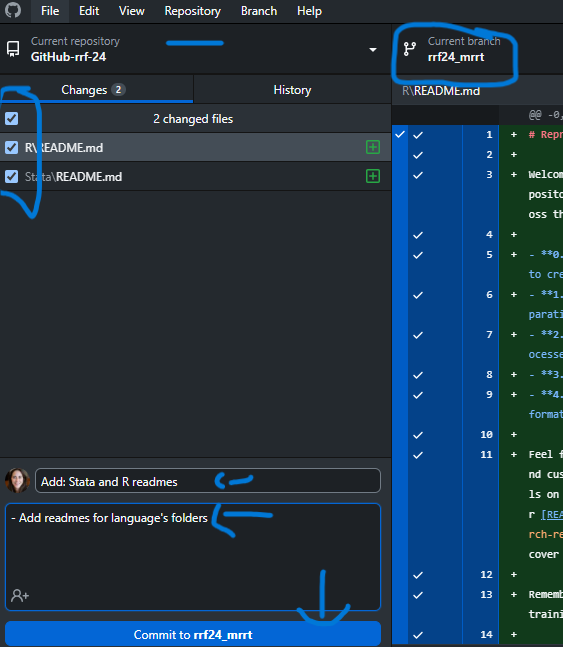 File Edit View Repository Branch Help
Current repository
GitHub-rrf-24
Current branch
rrf24_mrrt
Changes 2 History
R\README.md
2 changed files
@@ -0,
R\README.md
Stata\README.md
1 + # Repr
2 +
3 + Welcom
posito
oss th
4 +
5 + - **0.
to cre
6 + - **1.
parati
7 + - **2.
ocesse
8 + - **3.
9 + - **4.
format
10 +
11 + Feel f
nd cus
ls on
r [REA
rch-re
cover
12 +
13 + Rememb
traini
14 +
Add: Stata and R readmes
- Add readmes for language's folders
Commit to rrf24_mrrt